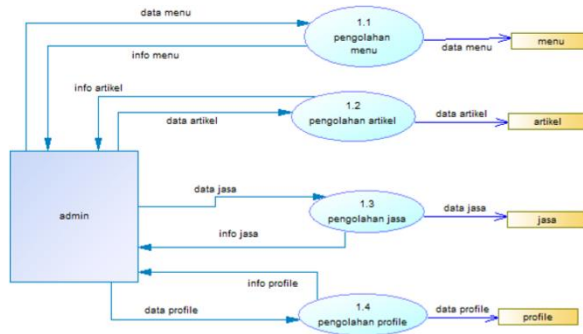 data menu
1.1
pengolahan
menu
data menu
menu
info menu
info artikel
1.2
pengolahan artikel
data artikel
data artikel
artikel
admin
data jasa
1.3
pengolahan jasa
data jasa
jasa
info jasa
info profile
1.4
pengolahan profile
data profile
data profile
profile